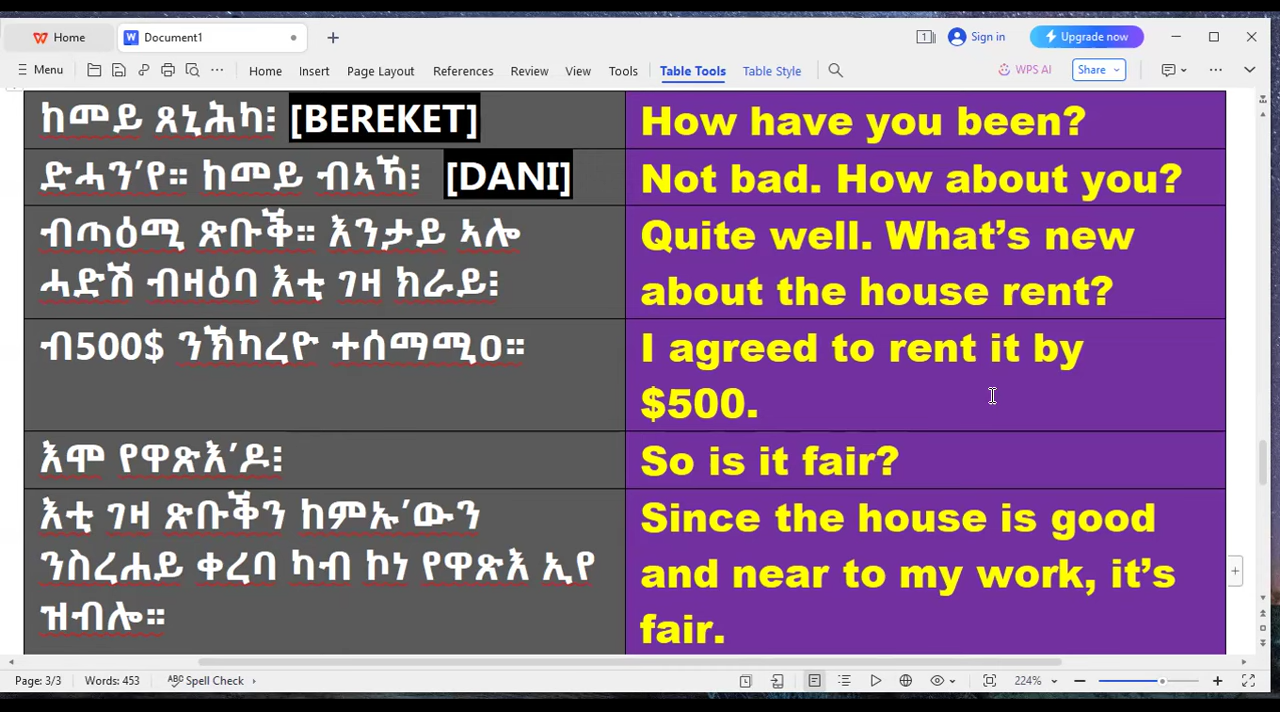 Home
Document1
1
Sign in
Upgrade now
Menu
Home Insert Page Layout References Review View Tools Table Tools Table Style
WPS AI
Share
ከመይ ጸኒሕካ፧ [BEREKET]
How have you been?
ድሓን’የ። ከመይ ብኣኻ፧ [DANI]
Not bad. How about you?
ብጣዕሚ ጽቡቕ። እንታይ ኣሎ
ሓድሽ ብዛዕባ እቲ ገዛ ክራይ፧
Quite well. What’s new
about the house rent?
ብ500$ ንኽካረዮ ተሰማሚዐ።
I agreed to rent it by
$500.
እሞ የዋጽእ’ዶ፧
So is it fair?
እቲ ገዛ ጽቡቕን ከምኡ’ውን
ንስረሐይ ቀረባ ካብ ኮነ የዋጽእ ኢየ
ዝብሎ።
Since the house is good
and near to my work, it’s
fair.
Page: 3/3 Words: 453 Spell Check 224%